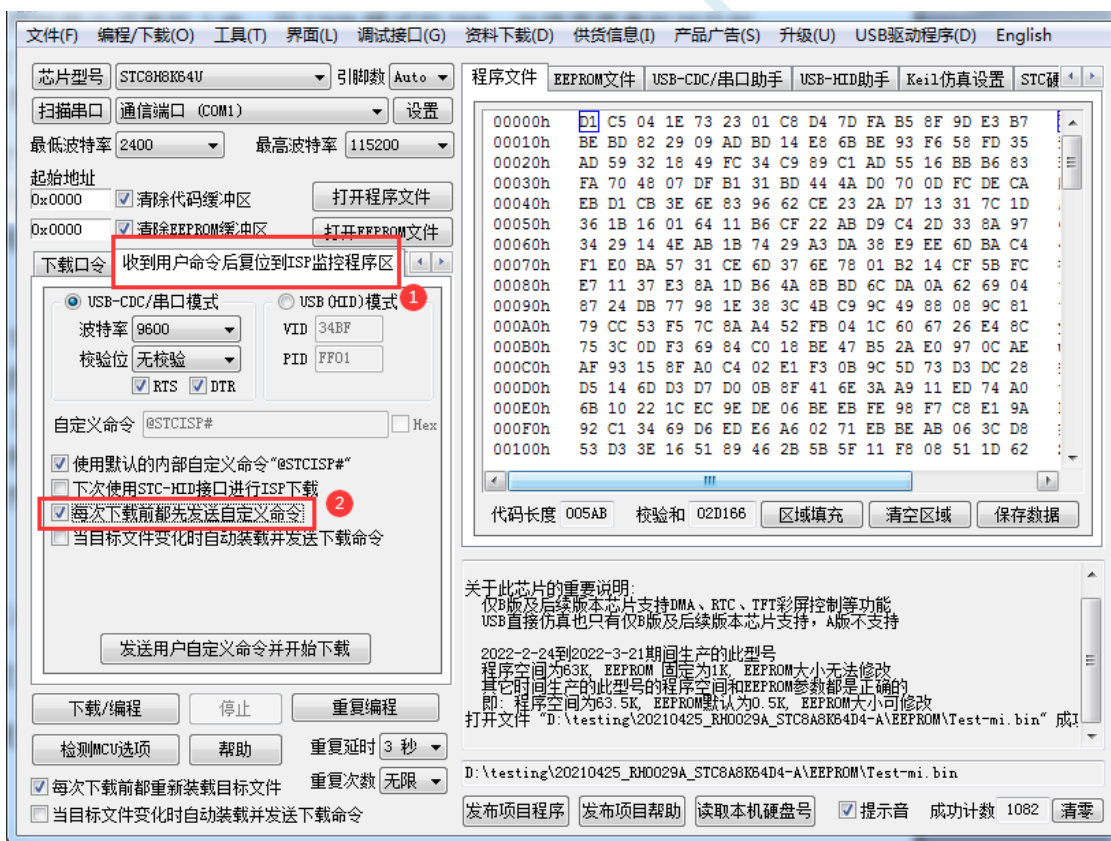 文件(F) 编程/下载(O) 工具(T) 界面(L) 调试接口(G) 资料下载(D) 供货信息(I) 产品广告(S) 升级(U) USB驱动程序(D) English
芯片型号 STC8H8K64U 引脚数 Auto
扫描串口 通信端口 (COM1) 设置
最低波特率 2400 最高波特率 115200
起始地址
0x0000 清除代码缓冲区 打开程序文件
0x0000 清除EEPROM缓冲区 打开EEPROM文件
下载口令 收到用户命令后复位到ISP监控程序区
1
USB-CDC/串口模式 USB(HID)模式
波特率 9600 VID 34BF
校验位 无校验 PID FF01
RTS DTR
自定义命令 @STCISP# Hex
使用默认的内部自定义命令"@STCISP#"
下次使用STC-HID接口进行ISP下载
每次下载前都先发送自定义命令
2
当目标文件变化时自动装载并发送下载命令
发送用户自定义命令并开始下载
下载/编程 停止 重复编程
检测MCU选项 帮助 重复延时 3 秒
每次下载前都重新装载目标文件 重复次数 无限
当目标文件变化时自动装载并发送下载命令
程序文件 EEPROM文件 USB-CDC/串口助手 USB-HID助手 Keil仿真设置 STC硬
00000h D1 C5 04 1E 73 23 01 C8 D4 7D FA B5 8F 9D E3 B7
00010h BE BD 82 29 09 AD BD 14 E8 6B BE 93 F6 58 FD 35
00020h AD 59 32 18 49 FC 34 C9 89 C1 AD 55 16 BB B6 83
00030h FA 70 48 07 DF B1 31 BD 44 4A D0 70 0D FC DE CA
00040h EB D1 CB 3E 6E 83 96 62 CE 23 2A D7 13 31 7C 1D
00050h 36 1B 16 01 64 11 B6 CF 22 AB D9 C4 2D 33 8A 97
00060h 34 29 14 4E AB 1B 74 29 A3 DA 38 E9 EE 6D BA C4
00070h F1 E0 BA 57 31 CE 6D 37 6E 78 01 B2 14 CF 5B FC
00080h E7 11 37 E3 8A 1D B6 4A 8B BD 6C DA 0A 62 69 04
00090h 87 24 DB 77 98 1E 38 3C 4B C9 9C 49 88 08 9C 81
000A0h 79 CC 53 F5 7C 8A A4 52 FB 04 1C 60 67 26 E4 8C
000B0h 75 3C 0D F3 69 84 C0 18 BE 47 B5 2A E0 97 0C AE
000C0h AF 93 15 8F A0 C4 02 E1 F3 0B 9C 5D 73 D3 DC 28
000D0h D5 14 6D D3 D7 D0 0B 8F 41 6E 3A A9 11 ED 74 A0
000E0h 6B 10 22 1C EC 9E DE 06 BE EB FE 98 F7 C8 E1 9A
000F0h 92 C1 34 69 D6 ED E6 A6 02 71 EB BE AB 06 3C D8
00100h 53 D3 3E 16 51 89 46 2B 5B 5F 11 F8 08 51 1D 62
代码长度 005AB 校验和 02D166 区域填充 清空区域 保存数据
关于此芯片的重要说明:
仅B版及后续版本芯片支持DMA、RTC、TFT彩屏控制等功能
USB直接仿真也只有仅B版及后续版本芯片支持，A版不支持
2022-2-24到2022-3-21期间生产的此型号
程序空间为63K, EEPROM 固定为1K, EEPROM大小无法修改
其它时间生产的此型号的程序空间和EEPROM参数都是正确的
即: 程序空间为63.5K, EEPROM默认为0.5K, EEPROM大小可修改
打开文件 "D:\testing\20210425_RH0029A_STC8A8K64D4-A\EEPROM\Test-mi.bin"
D:\testing\20210425_RH0029A_STC8A8K64D4-A\EEPROM\Test-mi.bin
发布项目程序 发布项目帮助 读取本机硬盘号 提示音 成功计数 1082 清零